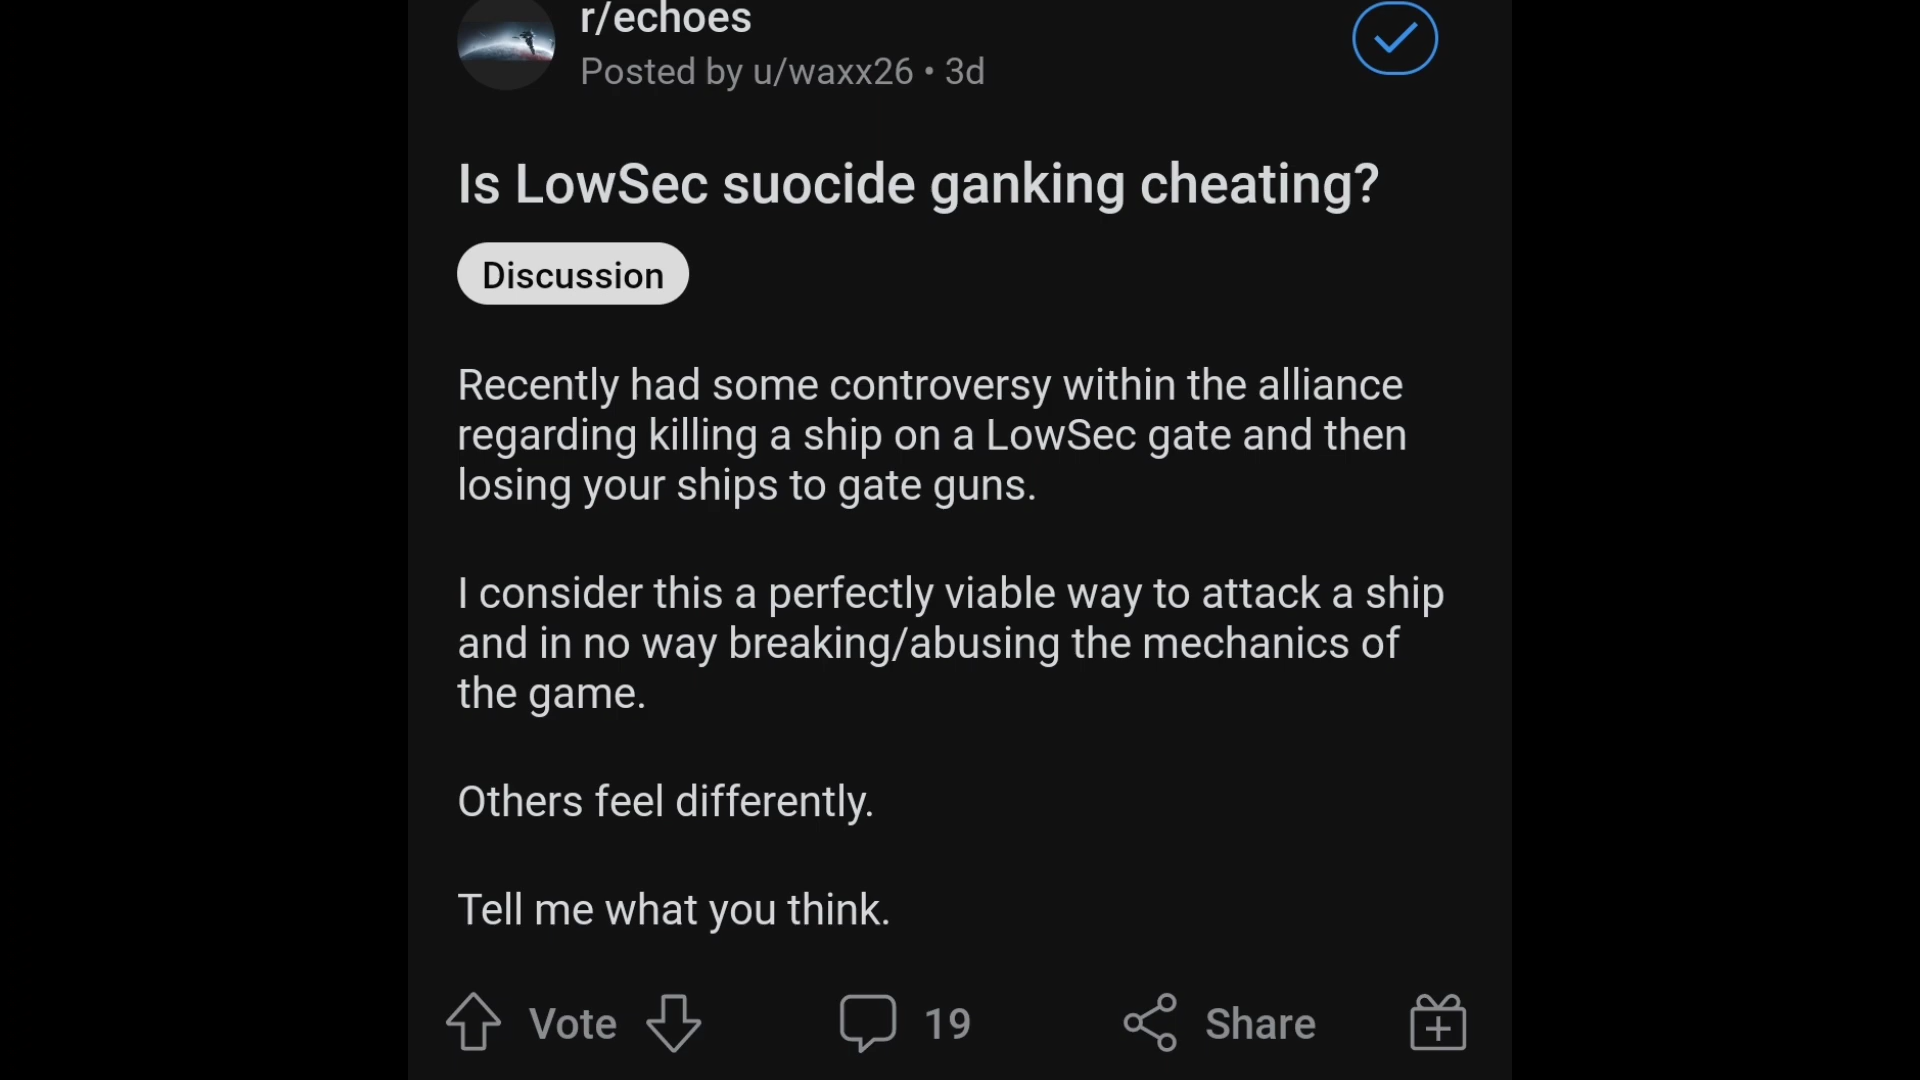 r/echoes
Posted by u/waxx26 • 3d
Is LowSec suocide ganking cheating?
Discussion
Recently had some controversy within the alliance
regarding killing a ship on a LowSec gate and then
losing your ships to gate guns.
I consider this a perfectly viable way to attack a ship
and in no way breaking/abusing the mechanics of
the game.
Others feel differently.
Tell me what you think.
Vote 19 Share